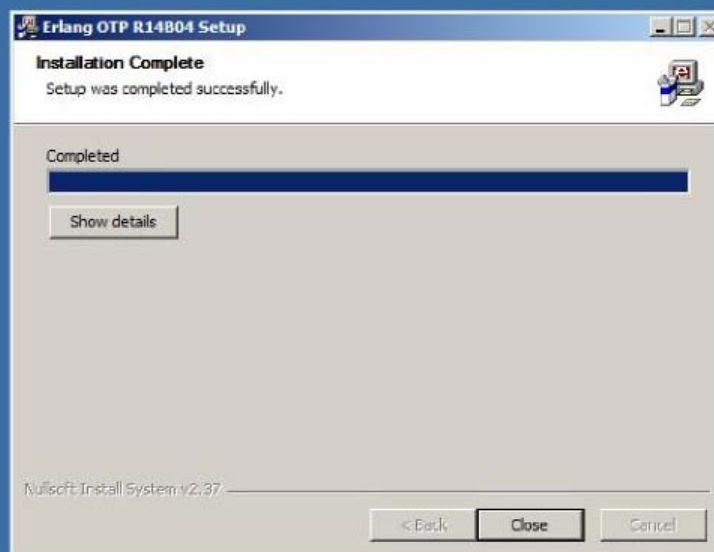 Erlang OTP R14B04 Setup
Installation Complete
Setup was completed successfully.
Completed
Show details
Nullsoft Install System v2.37
< Back
Close
Cancel